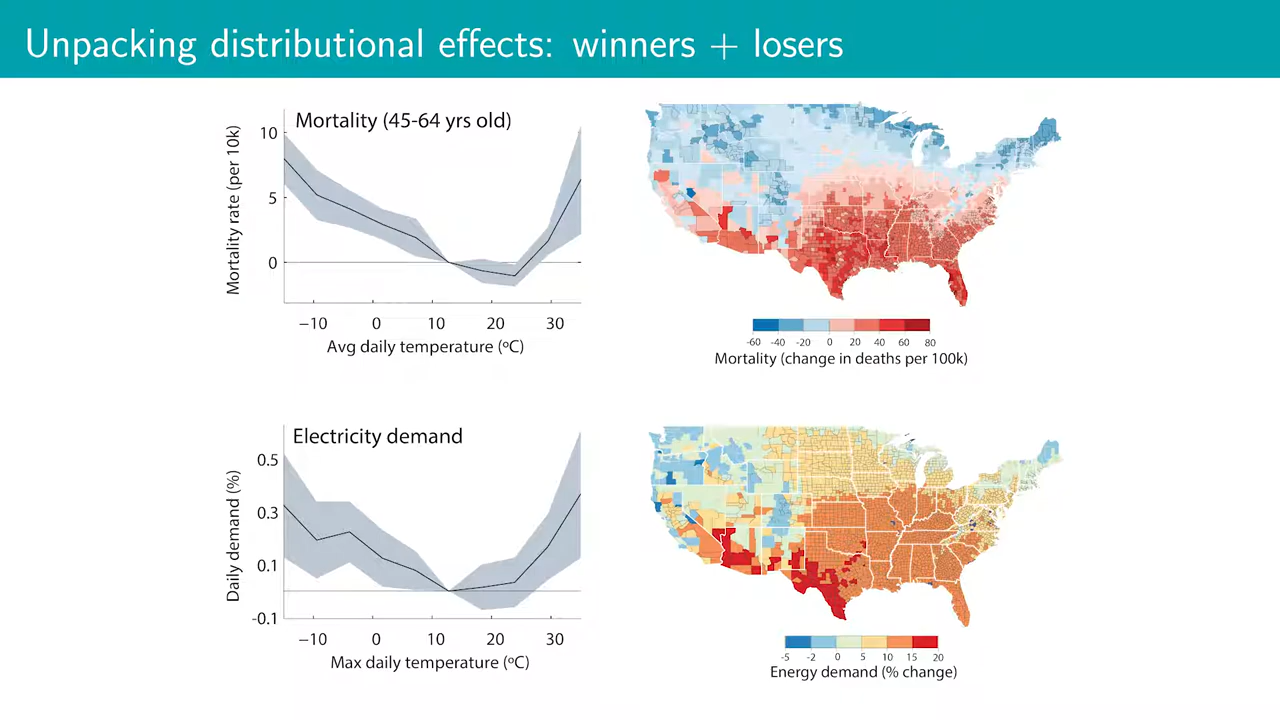 Unpacking distributional effects: winners + losers
Mortality (45-64 yrs old)
Mortality rate (per 10k)
10
5
0
−10 0 10 20 30
Avg daily temperature (ºC)
-60 -40 -20 0 20 40 60 80
Mortality (change in deaths per 100k)
Electricity demand
Daily demand (%)
0.5
0.3
0.1
-0.1
−10 0 10 20 30
Max daily temperature (ºC)
-5 -2 0 5 10 15 20
Energy demand (% change)